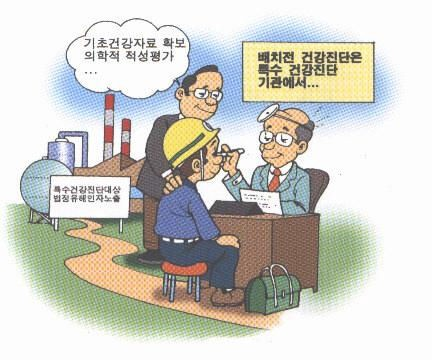 기초건강자료 확보
의학적 적성평가
...
배치전 건강진단은
특수 건강진단
기관에서...
특수건강진단대상
법정유해인자노출